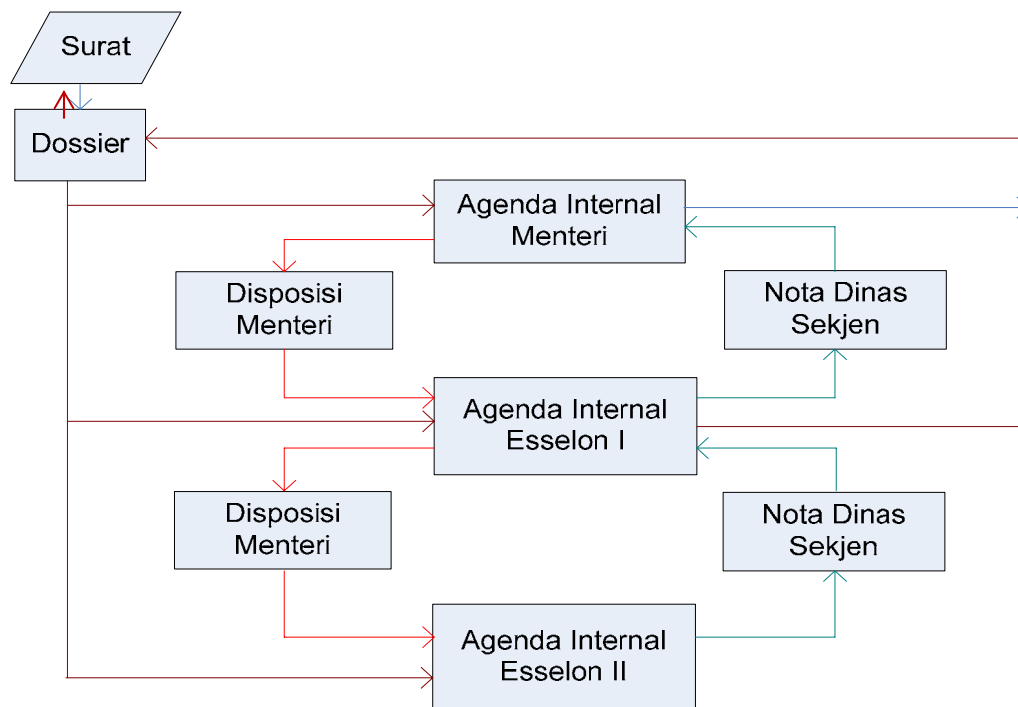 Surat
Dossier
Agenda Internal
Menteri
Disposisi
Menteri
Nota Dinas
Sekjen
Agenda Internal
Esselon I
Disposisi
Menteri
Nota Dinas
Sekjen
Agenda Internal
Esselon II